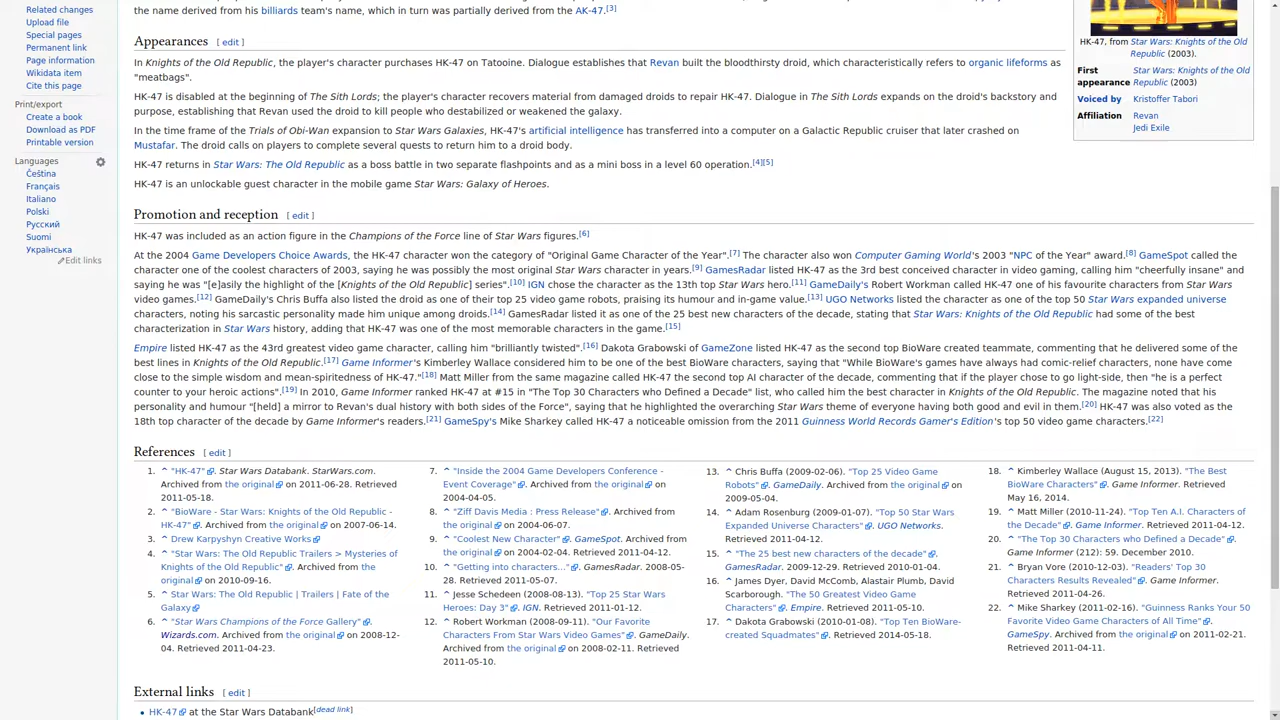 Related changes
Upload file
Special pages
Permanent link
Page information
Wikidata item
Cite this page
Print/export
Create a book
Download as PDF
Printable version
Languages
Čeština
Français
Italiano
Polski
Русский
Suomi
Українська
Edit links
the name derived from his billiards team's name, which in turn was partially derived from the AK-47.[3]
Appearances [ edit ]
In Knights of the Old Republic, the player's character purchases HK-47 on Tatooine. Dialogue establishes that Revan built the bloodthirsty droid, which characteristically refers to organic lifeforms as
"meatbags".
HK-47 is disabled at the beginning of The Sith Lords; the player's character recovers material from damaged droids to repair HK-47. Dialogue in The Sith Lords expands on the droid's backstory and
purpose, establishing that Revan used the droid to kill people who destabilized or weakened the galaxy.
In the time frame of the Trials of Obi-Wan expansion to Star Wars Galaxies, HK-47's artificial intelligence has transferred into a computer on a Galactic Republic cruiser that later crashed on
Mustafar. The droid calls on players to complete several quests to return him to a droid body.
HK-47 returns in Star Wars: The Old Republic as a boss battle in two separate flashpoints and as a mini boss in a level 60 operation.[4][5]
HK-47 is an unlockable guest character in the mobile game Star Wars: Galaxy of Heroes.
HK-47, from Star Wars: Knights of the Old
Republic (2003).
First appearance Star Wars: Knights of the Old Republic (2003)
Voiced by Kristoffer Tabori
Affiliation Revan
Jedi Exile
Promotion and reception [ edit ]
HK-47 was included as an action figure in the Champions of the Force line of Star Wars figures.[6]
At the 2004 Game Developers Choice Awards, the HK-47 character won the category of "Original Game Character of the Year".[7] The character also won Computer Gaming World's 2003 "NPC of the Year" award.[8] GameSpot called the
character one of the coolest characters of 2003, saying he was possibly the most original Star Wars character in years.[9] GamesRadar listed HK-47 as the 3rd best conceived character in video gaming, calling him "cheerfully insane" and
saying he was "[e]asily the highlight of the [Knights of the Old Republic] series".[10] IGN chose the character as the 13th top Star Wars hero.[11] GameDaily's Robert Workman called HK-47 one of his favourite characters from Star Wars
video games.[12] GameDaily's Chris Buffa also listed the droid as one of their top 25 video game robots, praising its humour and in-game value.[13] UGO Networks listed the character as one of the top 50 Star Wars expanded universe
characters, noting his sarcastic personality made him unique among droids.[14] GamesRadar listed it as one of the 25 best new characters of the decade, stating that Star Wars: Knights of the Old Republic had some of the best
characterization in Star Wars history, adding that HK-47 was one of the most memorable characters in the game.[15]
Empire listed HK-47 as the 43rd greatest video game character, calling him "brilliantly twisted".[16] Dakota Grabowski of GameZone listed HK-47 as the second top BioWare created teammate, commenting that he delivered some of the
best lines in Knights of the Old Republic.[17] Game Informer's Kimberley Wallace considered him to be one of the best BioWare characters, saying that "While BioWare's games have always had comic-relief characters, none have come
close to the simple wisdom and mean-spiritedness of HK-47."[18] Matt Miller from the same magazine called HK-47 the second top AI character of the decade, commenting that if the player chose to go light-side, then "he is a perfect
counter to your heroic actions".[19] In 2010, Game Informer ranked HK-47 at #15 in "The Top 30 Characters who Defined a Decade" list, who called him the best character in Knights of the Old Republic. The magazine noted that his
personality and humour "[held] a mirror to Revan's dual history with both sides of the Force", saying that he highlighted the overarching Star Wars theme of everyone having both good and evil in them.[20] HK-47 was also voted as the
18th top character of the decade by Game Informer's readers.[21] GameSpy's Mike Sharkey called HK-47 a noticeable omission from the 2011 Guinness World Records Gamer's Edition's top 50 video game characters.[22]
References [ edit ]
1. ^ "HK-47". Star Wars Databank. StarWars.com.
Archived from the original on 2011-06-28. Retrieved
2011-05-18.
2. ^ "BioWare - Star Wars: Knights of the Old Republic -
HK-47". Archived from the original on 2007-06-14.
3. ^ Drew Karpyshyn Creative Works
4. ^ "Star Wars: The Old Republic Trailers > Mysteries of
Knights of the Old Republic". Archived from the
original on 2010-09-16.
5. ^ Star Wars: The Old Republic | Trailers | Fate of the
Galaxy
6. ^ "Star Wars Champions of the Force Gallery".
Wizards.com. Archived from the original on 2008-12-
04. Retrieved 2011-04-23.
7. ^ "Inside the 2004 Game Developers Conference -
Event Coverage". Archived from the original on
2004-04-05.
8. ^ "Ziff Davis Media : Press Release". Archived from
the original on 2004-06-07.
9. ^ "Coolest New Character". GameSpot. Archived from
the original on 2004-02-04. Retrieved 2011-04-12.
10. ^ "Getting into characters...". GamesRadar. 2008-05-
28. Retrieved 2011-05-07.
11. ^ Jesse Schedeen (2008-08-13). "Top 25 Star Wars
Heroes: Day 3". IGN. Retrieved 2011-01-12.
12. ^ Robert Workman (2008-09-11). "Our Favorite
Characters From Star Wars Video Games". GameDaily.
Archived from the original on 2008-02-11. Retrieved
2011-05-10.
13. ^ Chris Buffa (2009-02-06). "Top 25 Video Game
Robots". GameDaily. Archived from the original on
2009-05-04.
14. ^ Adam Rosenburg (2009-01-07). "Top 50 Star Wars
Expanded Universe Characters". UGO Networks.
Retrieved 2011-04-12.
15. ^ "The 25 best new characters of the decade".
GamesRadar. 2009-12-29. Retrieved 2010-01-04.
16. ^ James Dyer, David McComb, Alastair Plumb, David
Scarborough. "The 50 Greatest Video Game
Characters". Empire. Retrieved 2011-05-10.
17. ^ Dakota Grabowski (2010-01-08). "Top Ten BioWare-
created Squadmates". Retrieved 2014-05-18.
18. ^ Kimberley Wallace (August 15, 2013). "The Best
BioWare Characters". Game Informer. Retrieved
May 16, 2014.
19. ^ Matt Miller (2010-11-24). "Top Ten A.I. Characters of
the Decade". Game Informer. Retrieved 2011-04-12.
20. ^ "The Top 30 Characters who Defined a Decade".
Game Informer (212): 59. December 2010.
21. ^ Bryan Vore (2010-12-03). "Readers' Top 30
Characters Results Revealed". Game Informer.
Retrieved 2011-04-26.
22. ^ Mike Sharkey (2011-02-16). "Guinness Ranks Your 50
Favorite Video Game Characters of All Time".
GameSpy. Archived from the original on 2011-02-21.
Retrieved 2011-04-11.
External links [ edit ]
• HK-47 at the Star Wars Databank[dead link]